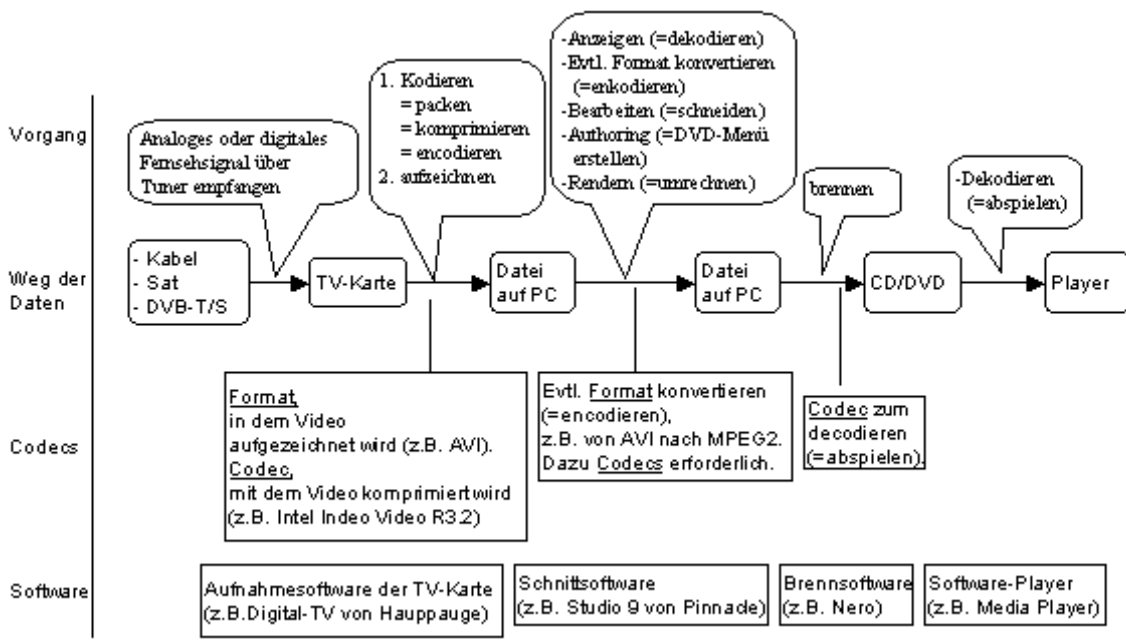 Vorgang
Analoges oder digitales
Fernsehsignal über
Tuner empfangen
1. Kodieren
= packen
= komprimieren
= encodieren
2. aufzeichnen
-Anzeigen (=dekodieren)
-Evtl. Format konvertieren
(=enkodieren)
-Bearbeiten (=schneiden)
-Authoring (=DVD-Menü
erstellen)
-Rendern (=umrechnen)
brennen
-Dekodieren
(=abspielen)
Weg der
Daten
- Kabel
- Sat
- DVB-T/S
TV-Karte
Datei
auf PC
Datei
auf PC
CD/DVD
Player
Codecs
Format,
in dem Video
aufgezeichnet wird (z.B. AVI).
Codec,
mit dem Video komprimiert wird
(z.B. Intel Indeo Video R3.2)
Evtl. Format konvertieren
(=encodieren),
z.B. von AVI nach MPEG2.
Dazu Codecs erforderlich.
Codec zum
decodieren
(=abspielen).
Software
Aufnahmesoftware der TV-Karte
(z.B.Digital-TV von Hauppauge)
Schnittsoftware
(z.B. Studio 9 von Pinnacle)
Brennsoftware
(z.B. Nero)
Software-Player
(z.B. Media Player)